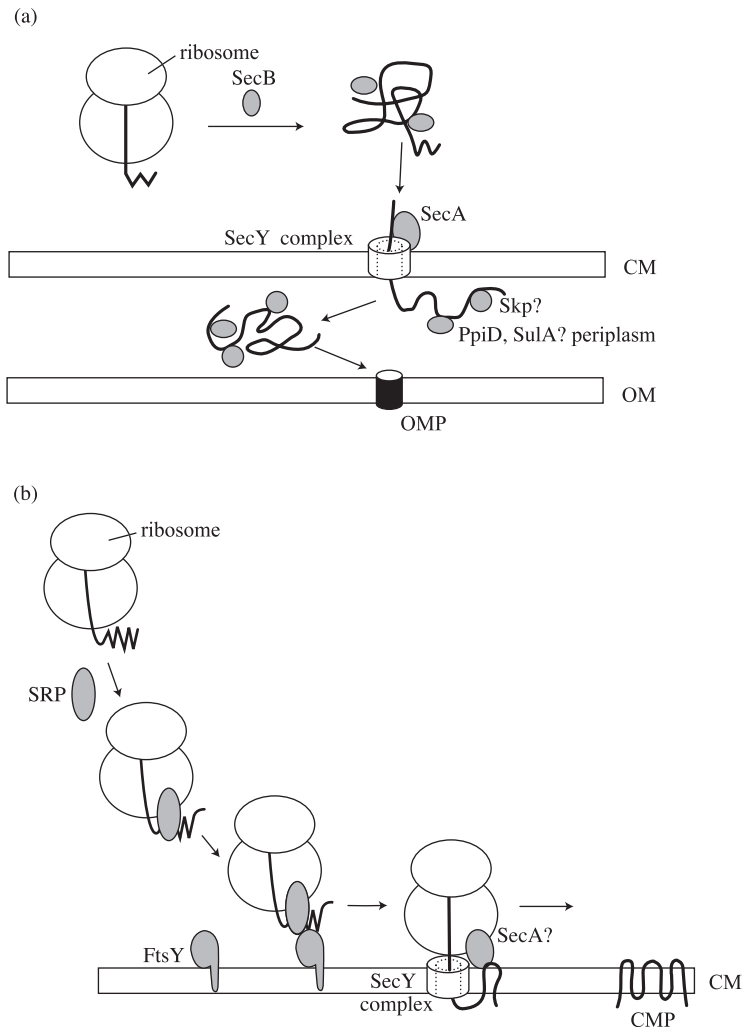 (a)
ribosome
SecB
SecA
SecY complex
CM
Skp?
PpiD, SulA? periplasm
OM
OMP
(b)
ribosome
SRP
FtsY
SecA?
SecY
complex
CM
CMP